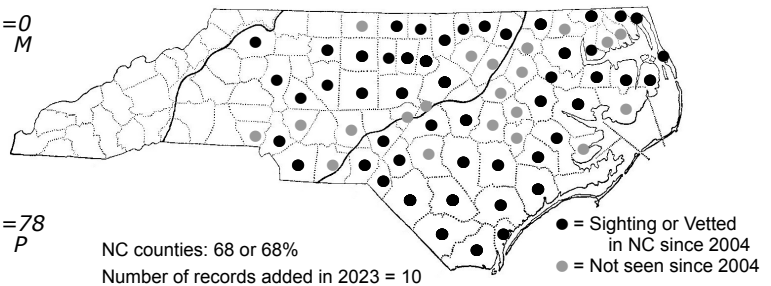 =0
M
=78
P
NC counties: 68 or 68%
Number of records added in 2023 = 10
= Sighting or Vetted
in NC since 2004
= Not seen since 2004